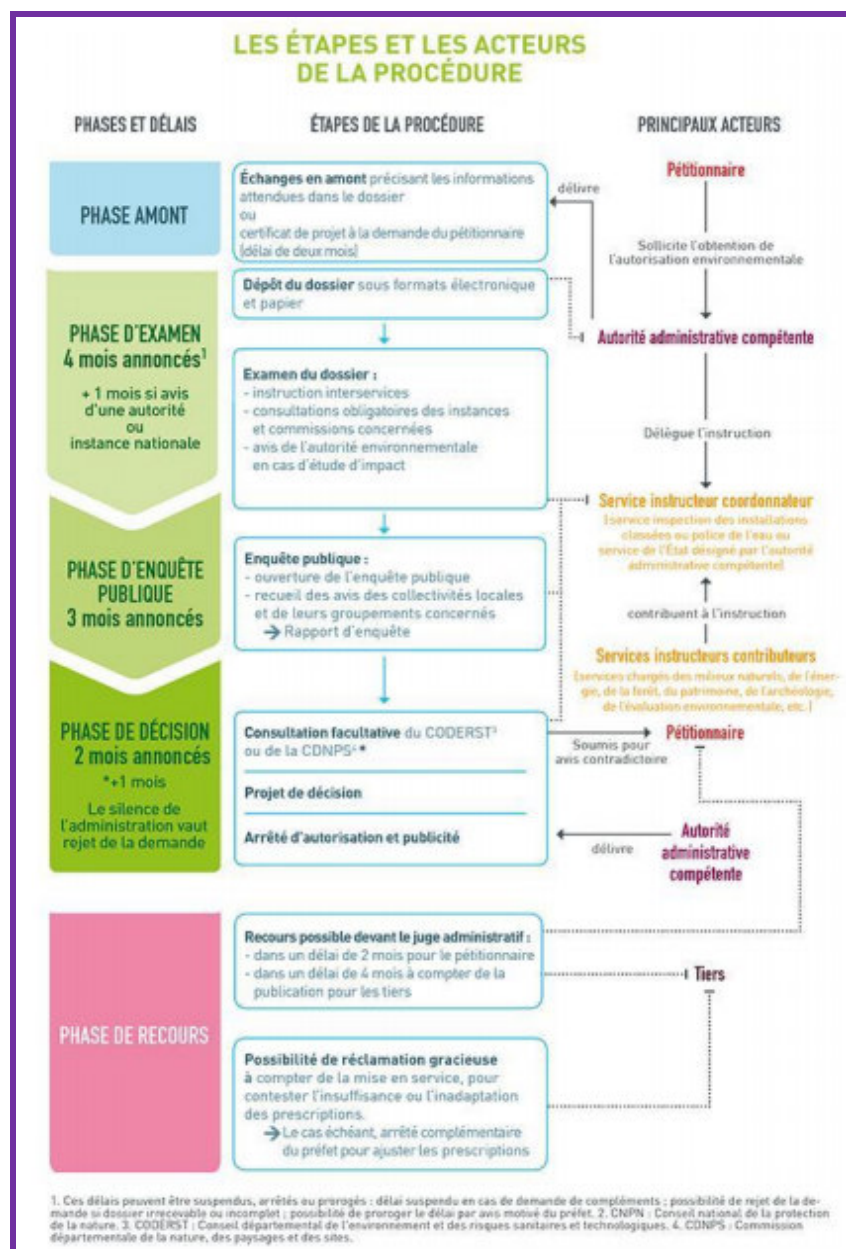 LES ÉTAPES ET LES ACTEURS
DE LA PROCÉDURE
PHASES ET DÉLAIS
ÉTAPES DE LA PROCÉDURE
PRINCIPAUX ACTEURS
PHASE AMONT
Échanges en amont précisant les informations
attendues dans le dossier
ou
certificat de projet à la demande du pétitionnaire
(délai de deux mois)
délivre
Pétitionnaire
Sollicite l'obtention de
l'autorisation environnementale
Dépôt du dossier sous formats électronique
et papier
Autorité administrative compétente
PHASE D'EXAMEN
4 mois annoncés¹
+ 1 mois si avis
d'une autorité
ou
instance nationale
Examen du dossier :
- instruction interservices
- consultations obligatoires des instances
et commissions concernées
- avis de l'autorité environnementale
en cas d'étude d'impact
Délègue l'instruction
Service instructeur coordonnateur
(service inspection des installations
classées ou police de l'eau ou
service de l'État désigné par l'autorité
administrative compétente)
PHASE D'ENQUÊTE
PUBLIQUE
3 mois annoncés
Enquête publique :
- ouverture de l'enquête publique
- recueil des avis des collectivités locales
et de leurs groupements concernés
→ Rapport d'enquête
contribuent à l'instruction
Services instructeurs contributeurs
(services chargés des milieux naturels, de l'éner-
gie, de la forêt, du patrimoine, de l'archéologie,
de l'évaluation environnementale, etc.)
PHASE DE DÉCISION
2 mois annoncés
*+1 mois
Le silence de
l'administration vaut
rejet de la demande
Consultation facultative du CODERST³
ou de la CDNPS⁴ *
Projet de décision
Arrêté d'autorisation et publicité
Soumis pour
avis contradictoire
Pétitionnaire
délivre
Autorité
administrative
compétente
PHASE DE RECOURS
Recours possible devant le juge administratif :
- dans un délai de 2 mois pour le pétitionnaire
- dans un délai de 4 mois à compter de la
publication pour les tiers
Tiers
Possibilité de réclamation gracieuse
à compter de la mise en service, pour
contester l'insuffisance ou l'inadaptation
des prescriptions.
→ Le cas échéant, arrêté complémentaire
du préfet pour ajuster les prescriptions
1. Ces délais peuvent être suspendus, arrêtés ou prorogés : délai suspendu en cas de demande de compléments ; possibilité de rejet de la de-
mande si dossier irrecevable ou incomplet ; possibilité de proroger le délai par avis motivé du préfet. 2. CNPN : Conseil national de la protection
de la nature. 3. CODERST : Conseil départemental de l'environnement et des risques sanitaires et technologiques. 4. CDNPS : Commission
départementale de la nature, des paysages et des sites.